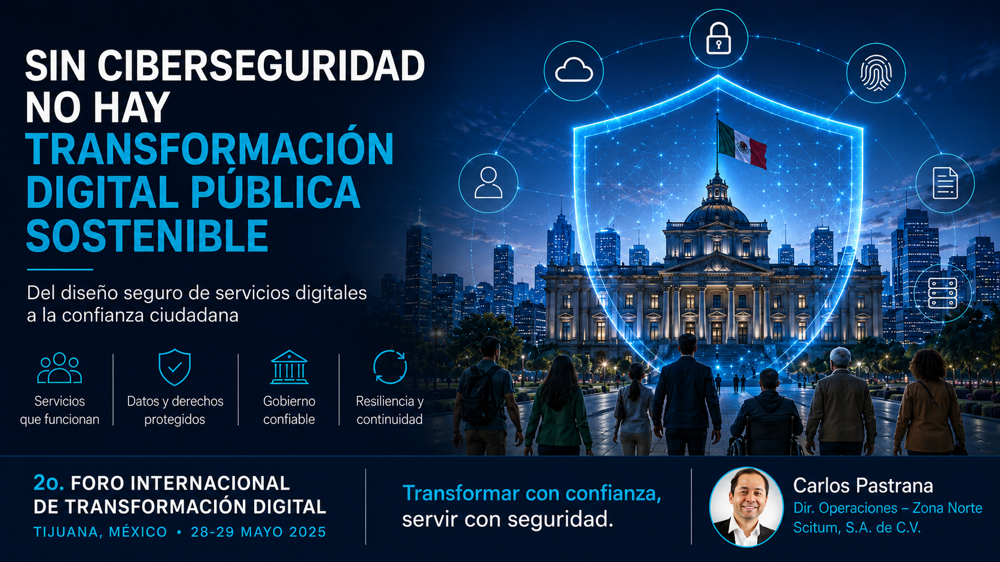 SIN CIBERSEGURIDAD
NO HAY
TRANSFORMACIÓN
DIGITAL PÚBLICA
SOSTENIBLE
Del diseño seguro de servicios digitales
a la confianza ciudadana
Servicios
que funcionan
Datos y derechos
protegidos
Gobierno
confiable
Resiliencia y
continuidad
2o. FORO INTERNACIONAL
DE TRANSFORMACIÓN DIGITAL
TIJUANA, MÉXICO • 28-29 MAYO 2025
Transformar con confianza,
servir con seguridad.
Carlos Pastrana
Dir. Operaciones – Zona Norte
Scitum, S.A. de C.V.